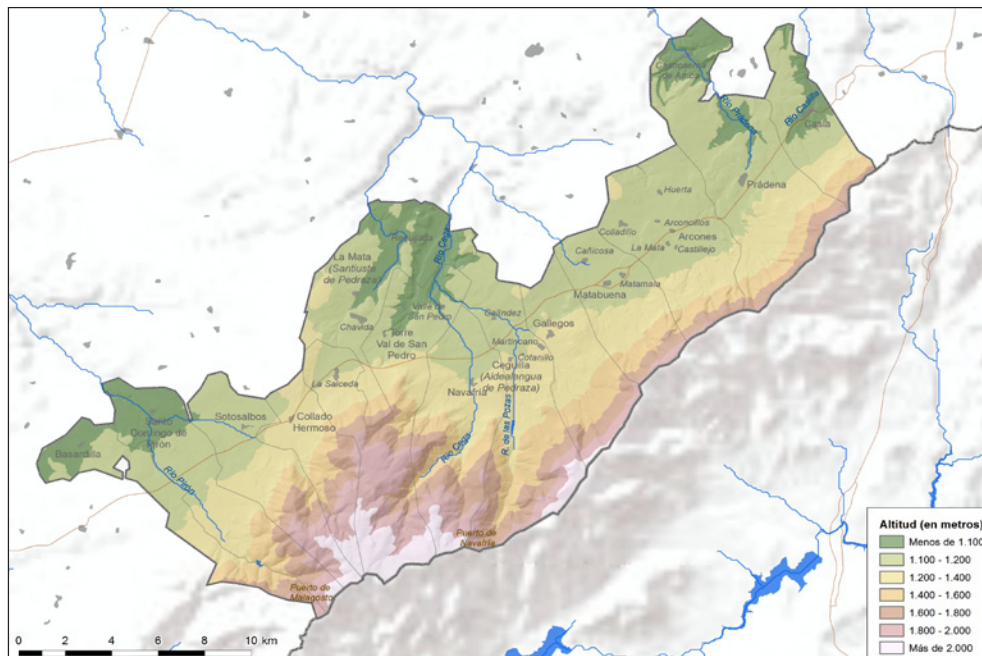 Río Prádena
Río Casilla
Casla
Prádena
Huerta
Arconcillos
Colladillo
Arcones
La Mata
Castillejo
Cañicosa
Matamala
Matabuena
Rebollada
Río Cega
La Mata
(Santiuste
de Pedraza)
Valle de
San Pedro
Chavida
Torre
Val de San
Pedro
Galíndez
Gallegos
Martincano
Cotanillo
Ceguilla
(Aldealengua
de Pedraza)
Navafría
La Salceda
Collado
Hermoso
Sotosalbos
Santo
Domingo de
Pirón
Basardilla
Río Pirón
Río Cega
R. de las Pozas
Puerto de
Navafría
Puerto de
Malagosto
Altitud (en metros)
Menos de 1.100
1.100 - 1.200
1.200 - 1.400
1.400 - 1.600
1.600 - 1.800
1.800 - 2.000
Más de 2.000
0 2 4 6 8 10 km